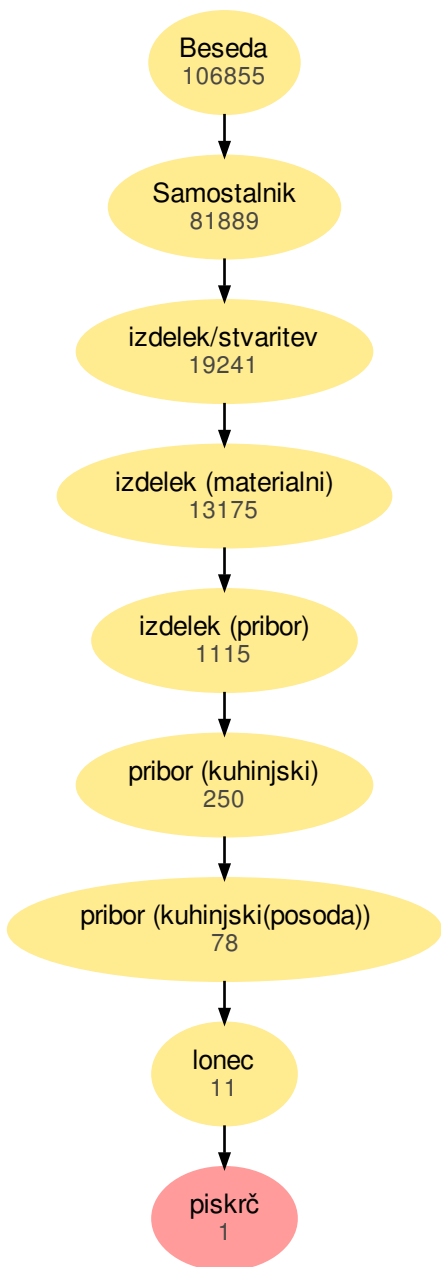 Beseda
106855
Samostalnik
81889
izdelek/stvaritev
19241
izdelek (materialni)
13175
izdelek (pribor)
1115
pribor (kuhinjski)
250
pribor (kuhinjski(posoda))
78
lonec
11
piskrč
1